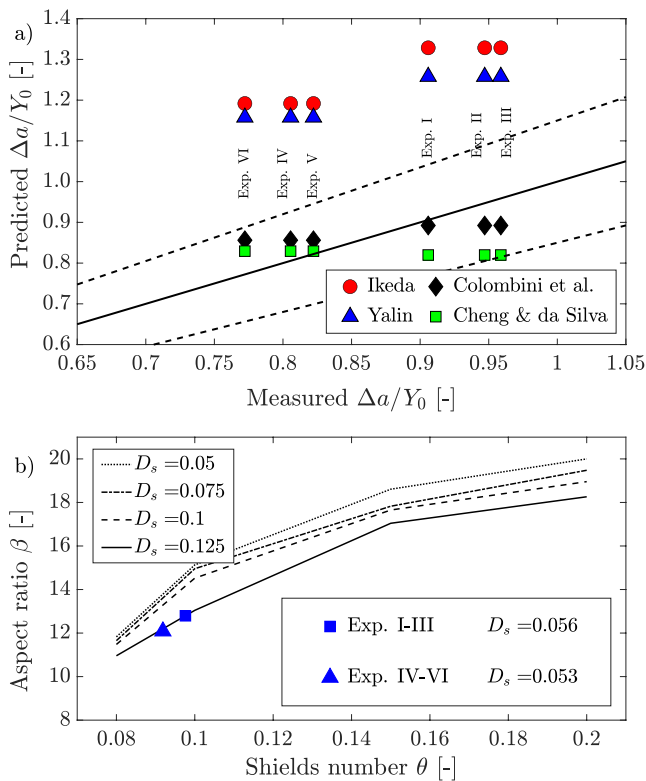 a)
1.4
1.3
1.2
1.1
1.0
0.9
0.8
0.7
0.6
Predicted Δa/Y₀ [-]
Exp. VI
Exp. IV
Exp. V
Exp. I
Exp. II
Exp. III
Ikeda
Colombini et al.
Yalin
Cheng & da Silva
0.65 0.7 0.75 0.8 0.85 0.9 0.95 1 1.05
Measured Δa/Y₀ [-]
b)
20
18
16
14
12
10
8
Aspect ratio β [-]
Dₛ =0.05
Dₛ =0.075
Dₛ =0.1
Dₛ =0.125
Exp. I-III Dₛ =0.056
Exp. IV-VI Dₛ =0.053
0.08 0.1 0.12 0.14 0.16 0.18 0.2
Shields number θ [-]